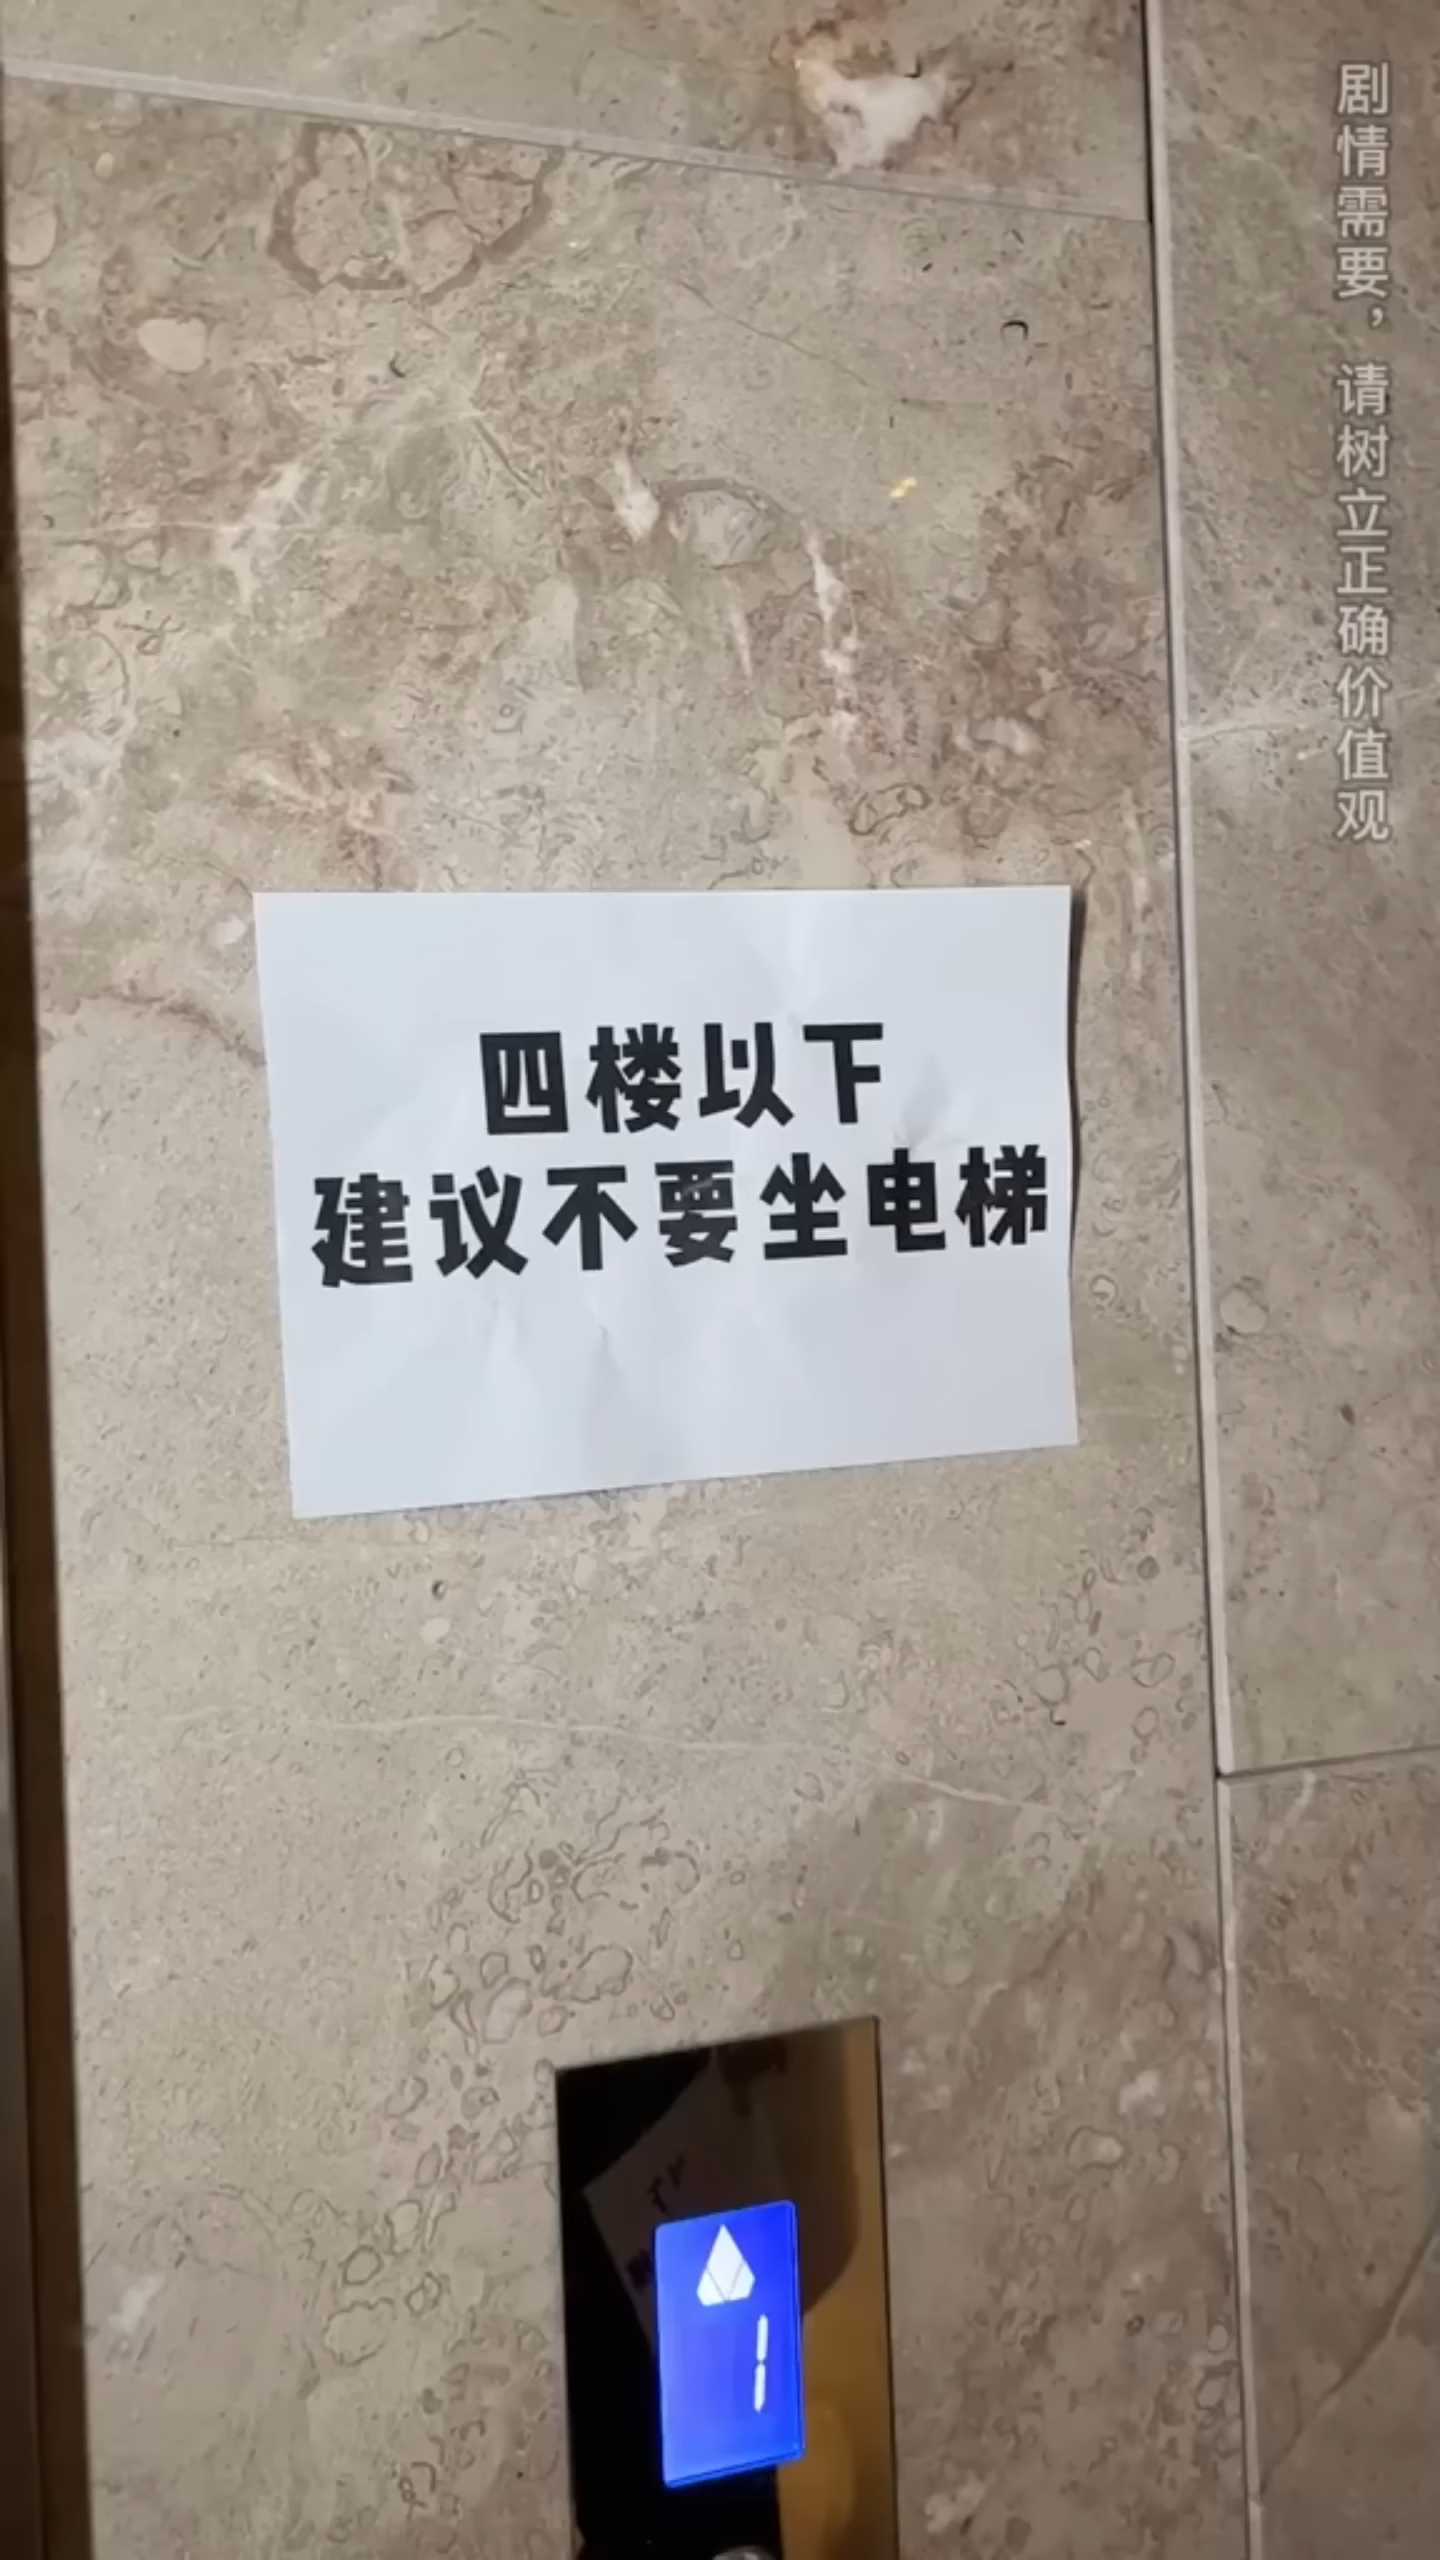 剧情需要，请树立正确价值观
四楼以下
建议不要坐电梯
1